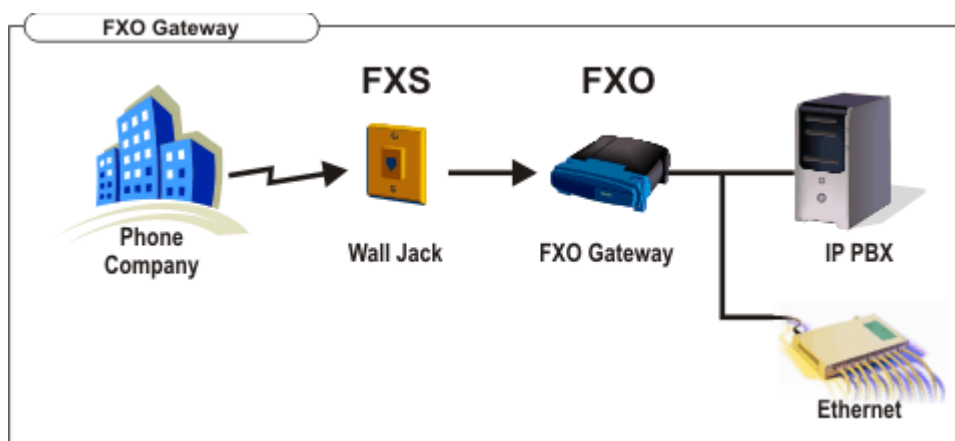 FXO Gateway
FXS
FXO
Phone
Company
Wall Jack
FXO Gateway
IP PBX
Ethernet